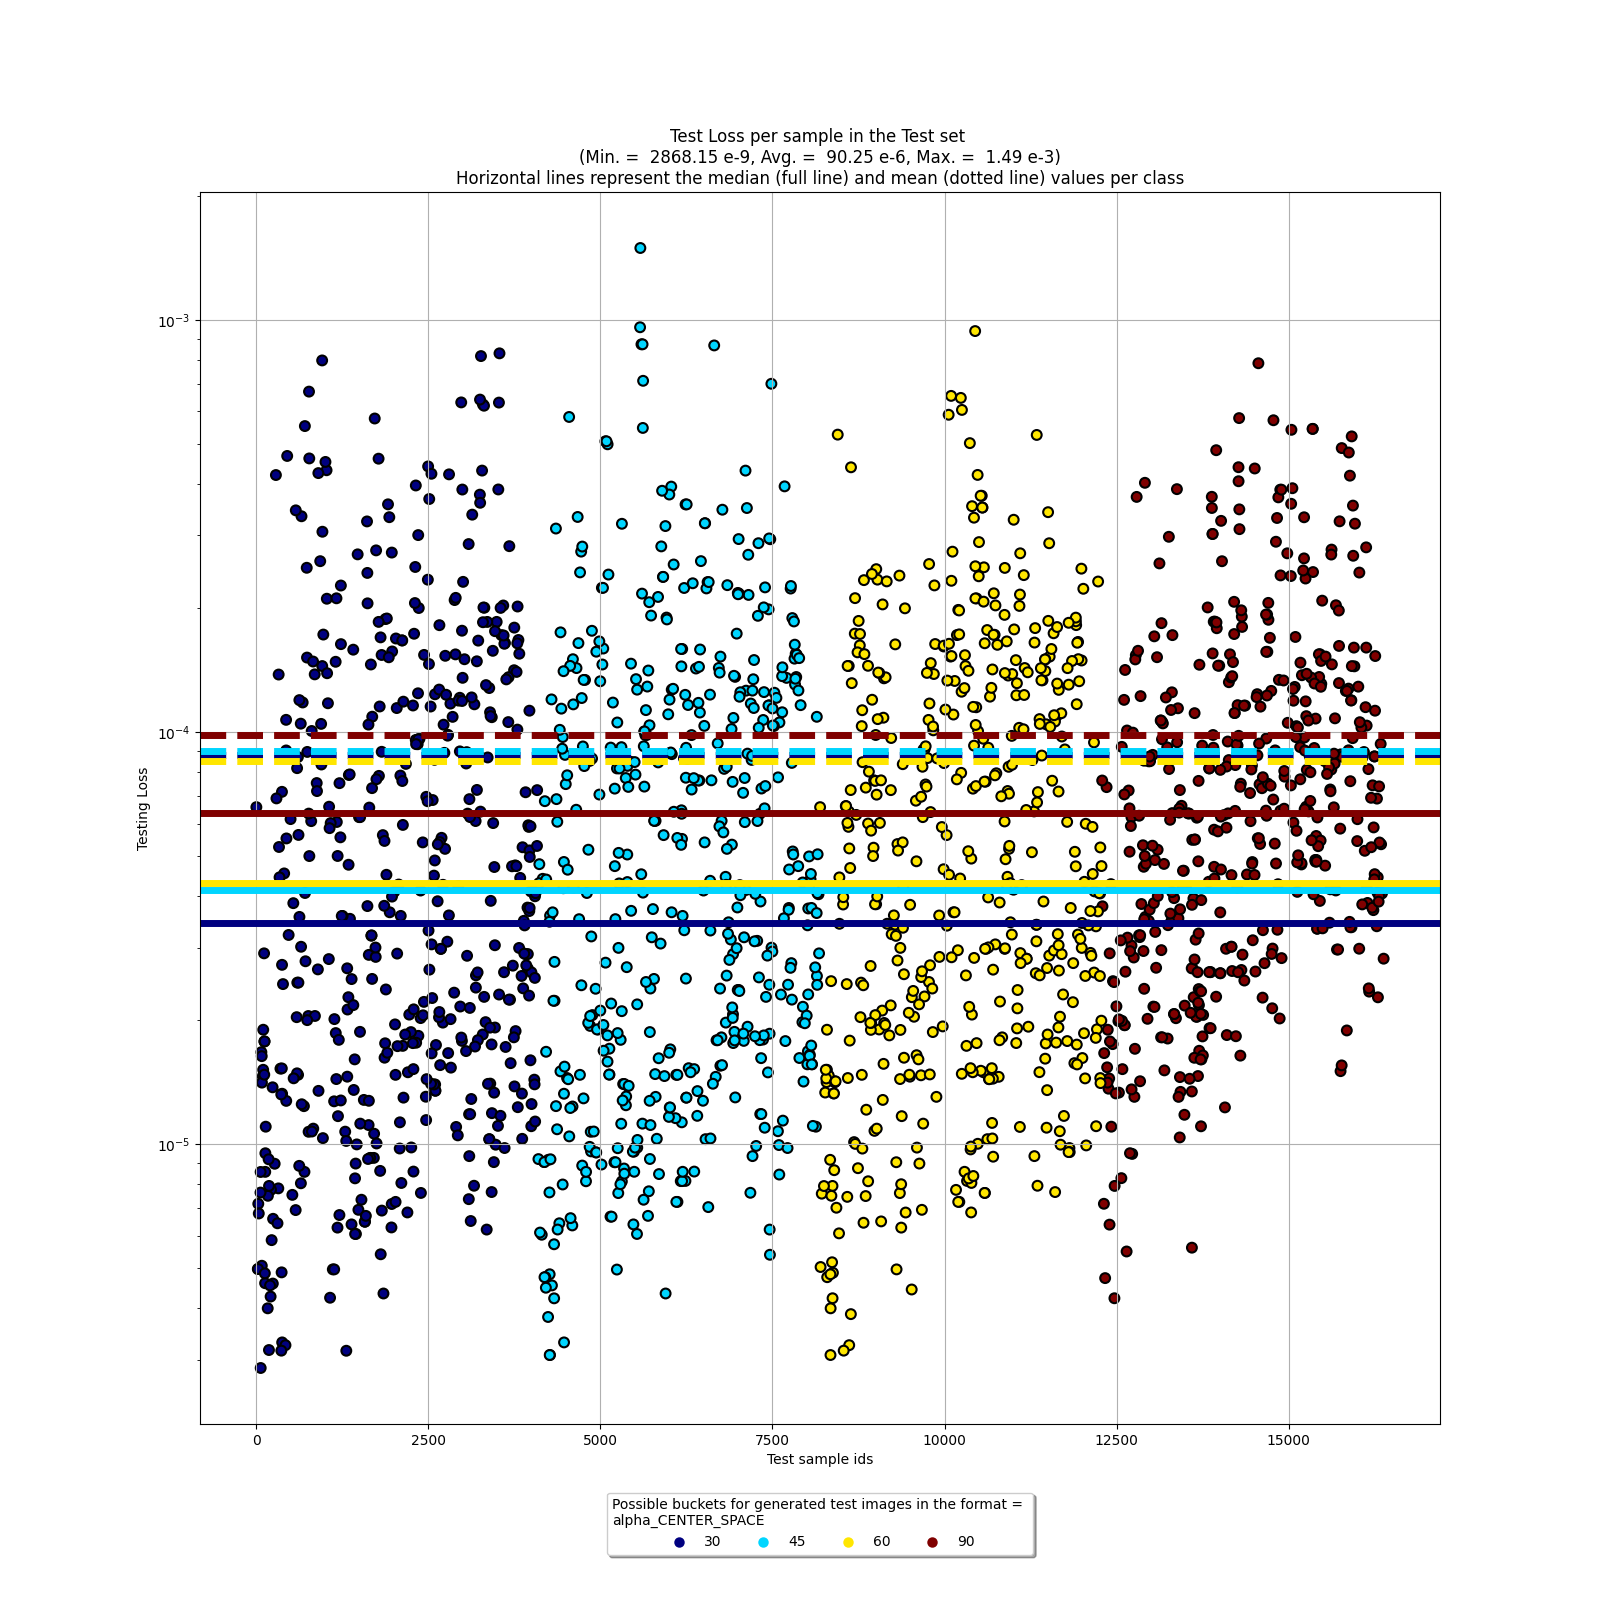 Test Loss per sample in the Test set
(Min. =  2868.15 e-9, Avg. =  90.25 e-6, Max. =  1.49 e-3)
Horizontal lines represent the median (full line) and mean (dotted line) values per class
Testing Loss
10⁻³
10⁻⁴
10⁻⁵
0 2500 5000 7500 10000 12500 15000
Test sample ids
Possible buckets for generated test images in the format =
alpha_CENTER_SPACE
30 45 60 90